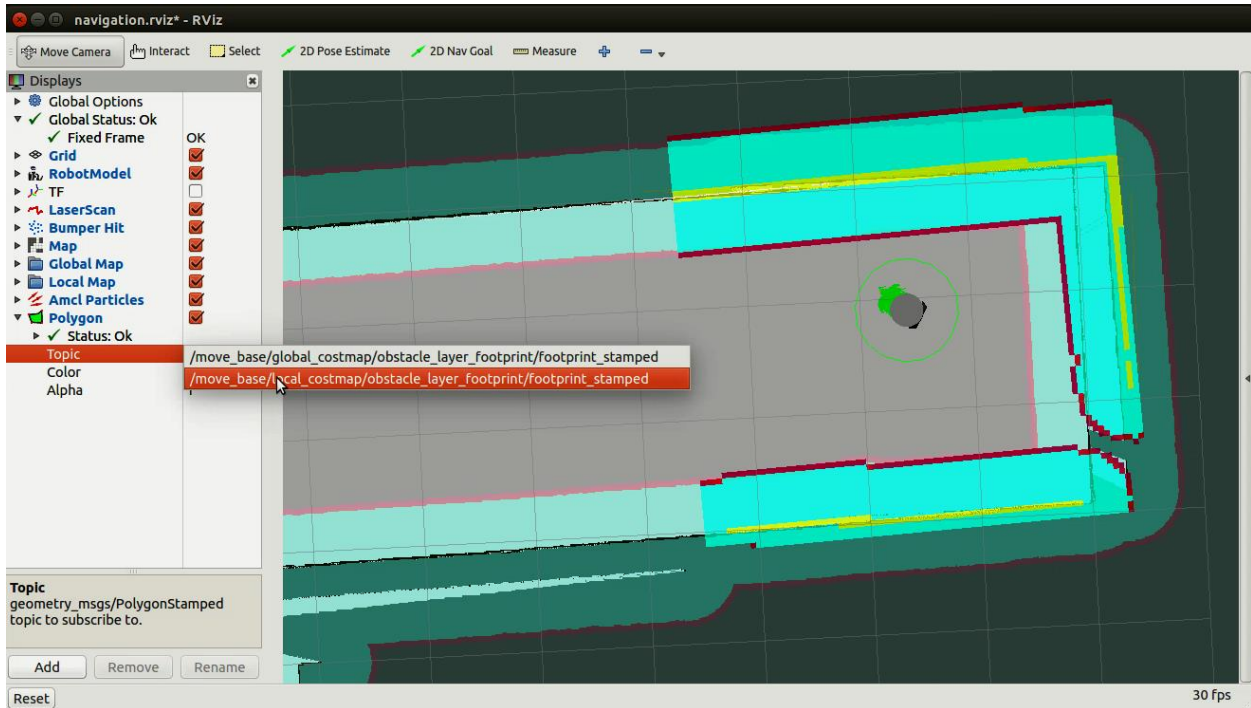 navigation.rviz* - RViz
Move Camera Interact Select 2D Pose Estimate 2D Nav Goal Measure
Displays
Global Options
Global Status: Ok
Fixed Frame OK
Grid
RobotModel
TF
LaserScan
Bumper Hit
Map
Global Map
Local Map
Amcl Particles
Polygon
Status: Ok
Topic
/move_base/global_costmap/obstacle_layer_footprint/footprint_stamped
Color
/move_base/local_costmap/obstacle_layer_footprint/footprint_stamped
Alpha
Topic
geometry_msgs/PolygonStamped
topic to subscribe to.
Add Remove Rename
Reset 30 fps